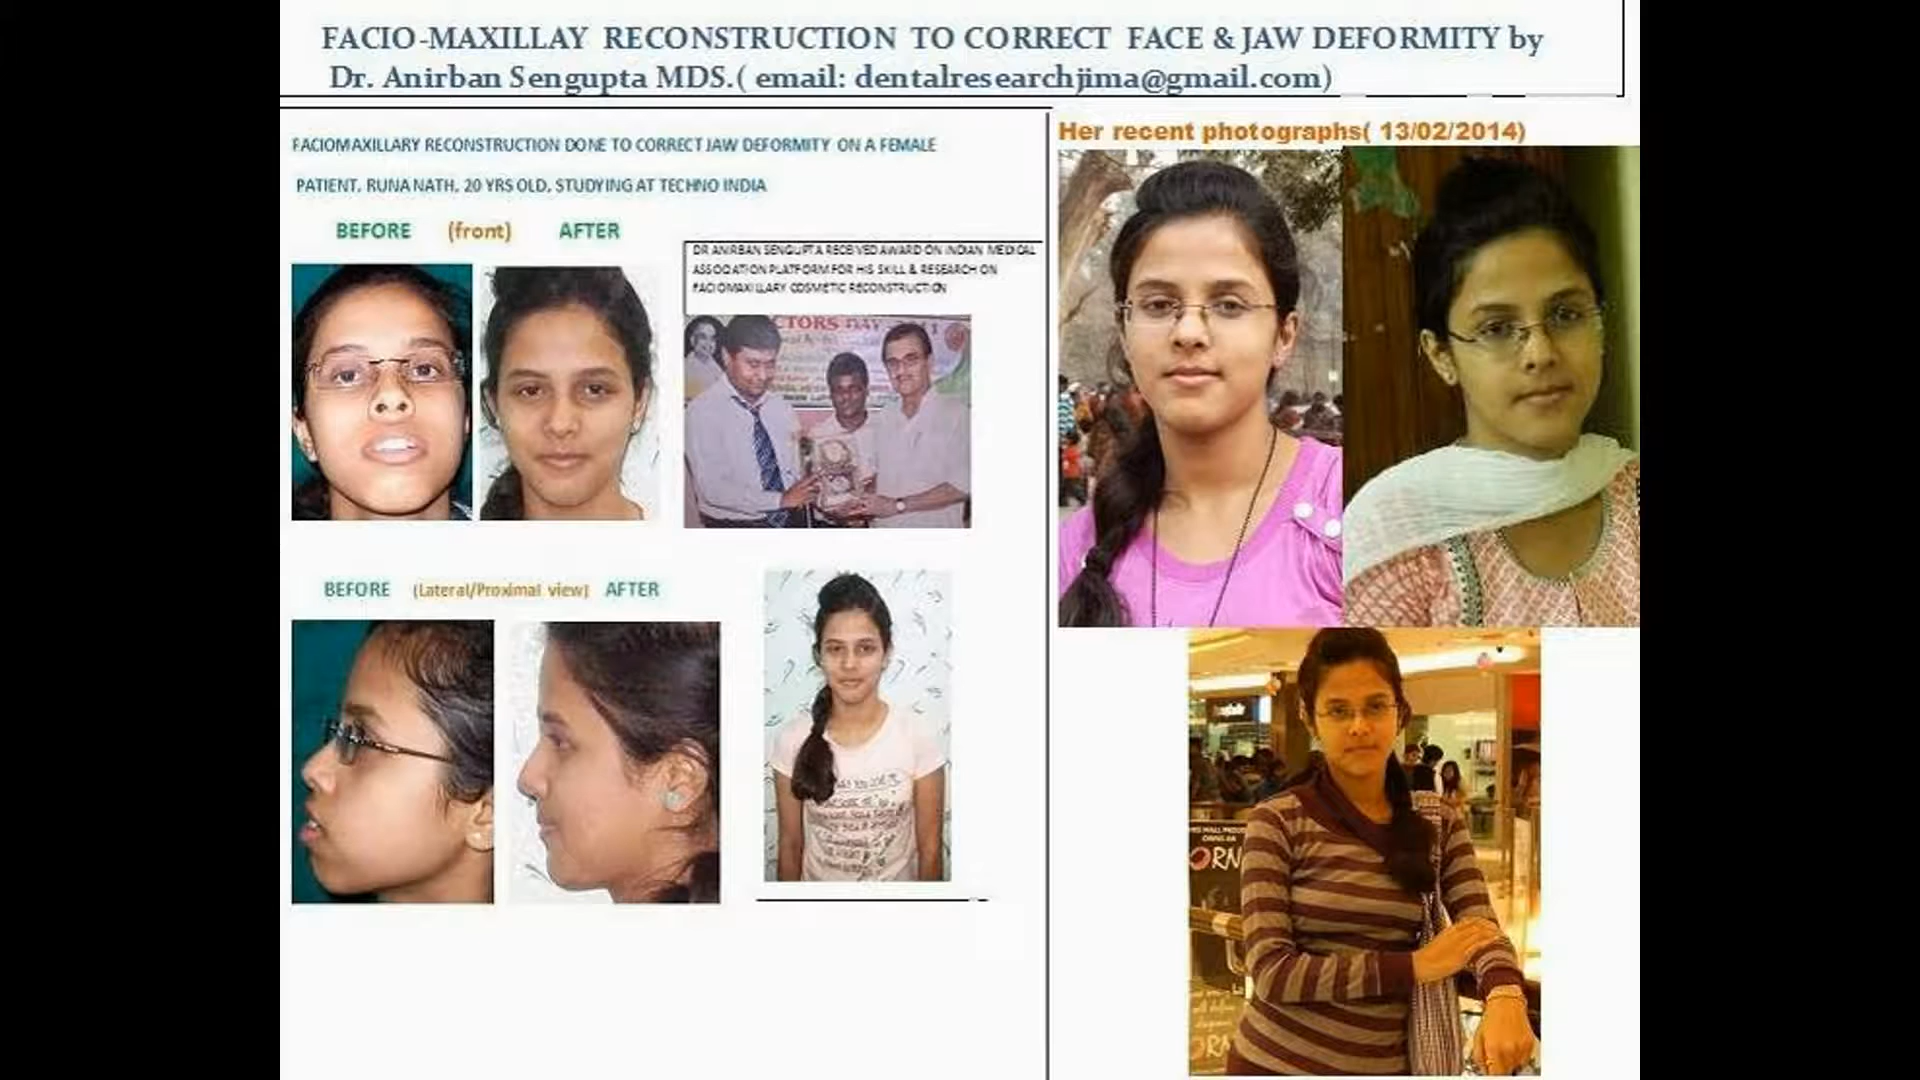 FACIO-MAXILLAY RECONSTRUCTION TO CORRECT FACE & JAW DEFORMITY by
Dr. Anirban Sengupta MDS.( email: dentalresearchjima@gmail.com)
FACIOMAXILLARY RECONSTRUCTION DONE TO CORRECT JAW DEFORMITY ON A FEMALE
PATIENT, RUNA NATH, 20 YRS OLD, STUDYING AT TECHNO INDIA
BEFORE (front) AFTER
DR ANIRBAN SENGUPTA RECEIVED AWARD ON INDIAN MEDICAL
ASSOCIATION PLATFORM FOR HIS SKILL & RESEARCH ON
FACIOMAXILLARY COSMETIC RECONSTRUCTION
CTORS DAY
BEFORE (Lateral/Proximal view) AFTER
Her recent photographs( 13/02/2014)
ORN